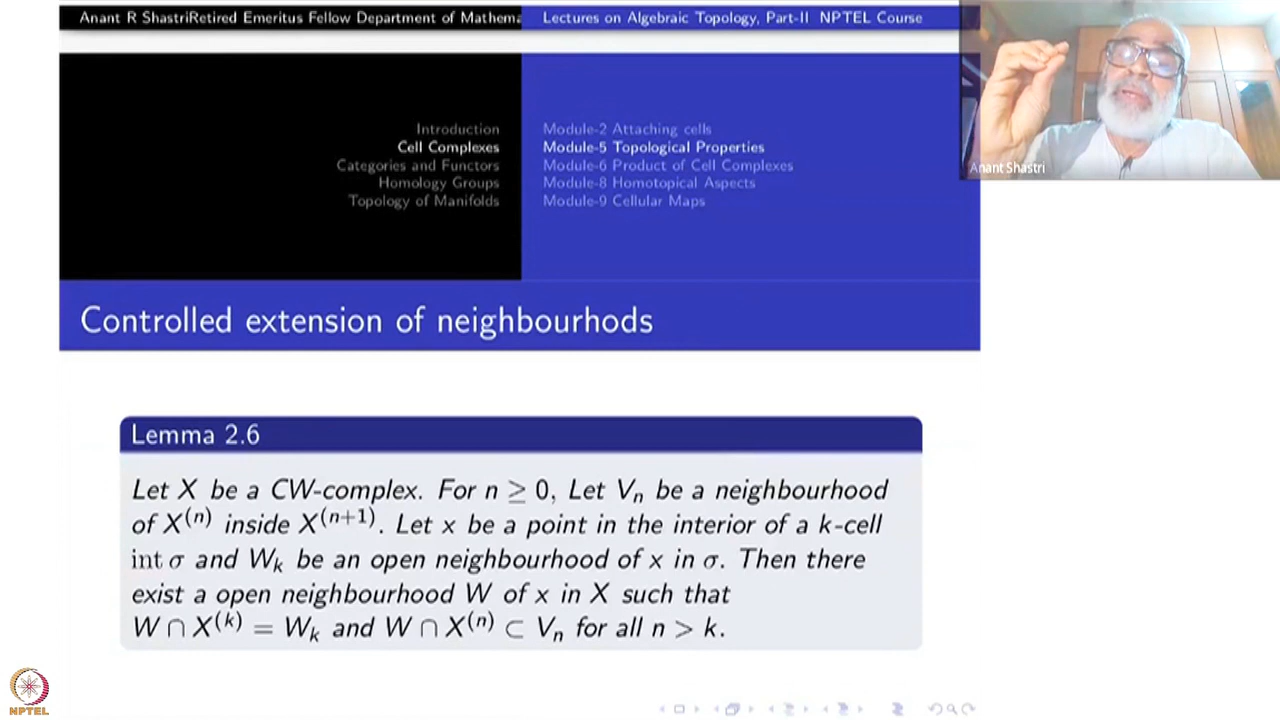 Anant R ShastriRetired Emeritus Fellow Department of Mathema
Lectures on Algebraic Topology, Part-II NPTEL Course
Introduction
Cell Complexes
Categories and Functors
Homology Groups
Topology of Manifolds
Module-2 Attaching cells
Module-5 Topological Properties
Module-6 Product of Cell Complexes
Module-8 Homotopical Aspects
Module-9 Cellular Maps
Anant Shastri
Controlled extension of neighbourhods
Lemma 2.6
Let X be a CW-complex. For n ≥ 0, Let Vₙ be a neighbourhood
of X⁽ⁿ⁾ inside X⁽ⁿ⁺¹⁾. Let x be a point in the interior of a k-cell
int σ and Wₖ be an open neighbourhood of x in σ. Then there
exist a open neighbourhood W of x in X such that
W ∩ X⁽ᵏ⁾ = Wₖ and W ∩ X⁽ⁿ⁾ ⊂ Vₙ for all n > k.
NPTEL